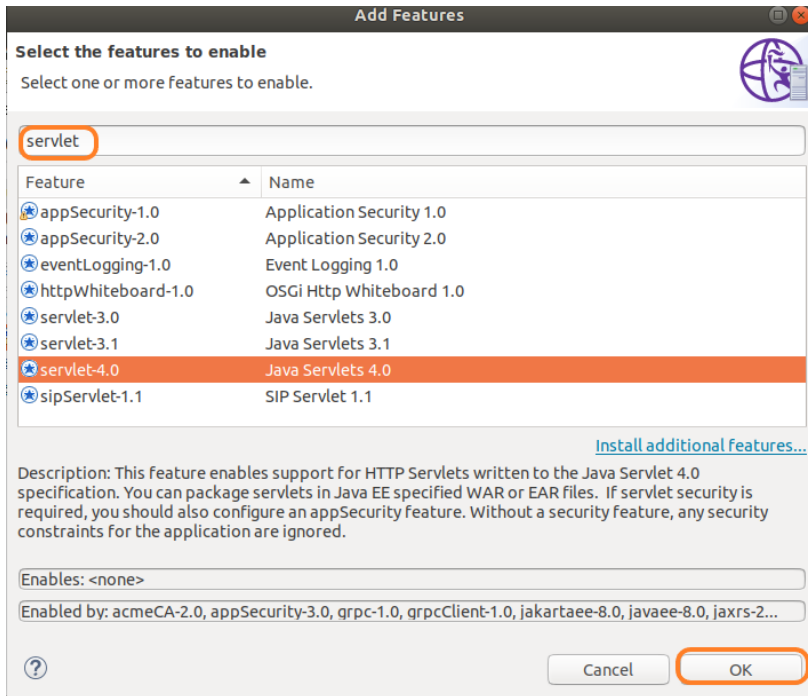 Add Features
Select the features to enable
Select one or more features to enable.
servlet
Feature Name
appSecurity-1.0 Application Security 1.0
appSecurity-2.0 Application Security 2.0
eventLogging-1.0 Event Logging 1.0
httpWhiteboard-1.0 OSGi Http Whiteboard 1.0
servlet-3.0 Java Servlets 3.0
servlet-3.1 Java Servlets 3.1
servlet-4.0 Java Servlets 4.0
sipServlet-1.1 SIP Servlet 1.1
Install additional features...
Description: This feature enables support for HTTP Servlets written to the Java Servlet 4.0
specification. You can package servlets in Java EE specified WAR or EAR files. If servlet security is
required, you should also configure an appSecurity feature. Without a security feature, any security
constraints for the application are ignored.
Enables: <none>
Enabled by: acmeCA-2.0, appSecurity-3.0, grpc-1.0, grpcClient-1.0, jakartaee-8.0, javaee-8.0, jaxrs-2...
? Cancel OK